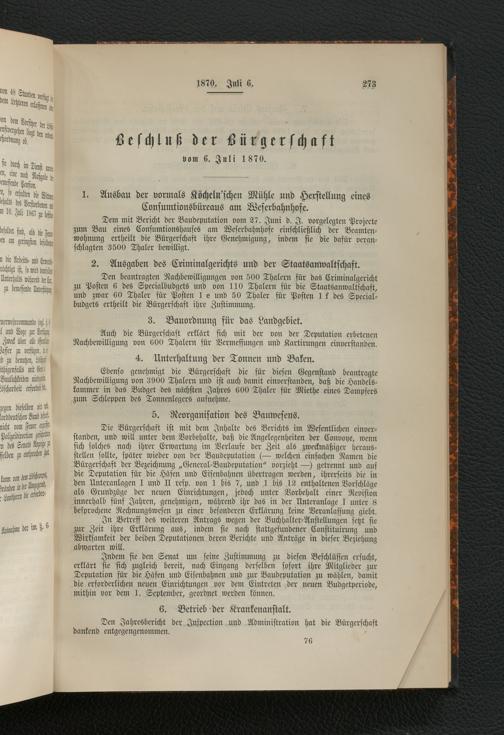 1870. Juli 6.
273
Beschluß der Bürgerschaft
vom 6. Juli 1870.
1. Ausbau der vormals Köcheln'schen Mühle und Herstellung eines
Consumtionsbüreaus am Weserbahnhofe.
Dem mit Bericht der Baudeputation vom 27. Juni d. J. vorgelegten Projecte
zum Bau eines Consumtionshauses am Weserbahnhofe einschließlich der Beamten-
wohnung ertheilt die Bürgerschaft ihre Genehmigung, indem sie die dafür veran-
schlagten 3500 Thaler bewilligt.
2. Ausgaben des Criminalgerichts und der Staatsanwaltschaft.
Den beantragten Nachbewilligungen von 500 Thalern für das Criminalgericht
zu Posten 6 des Specialbudgets und von 110 Thalern für die Staatsanwaltschaft,
und zwar 60 Thaler für Posten 1 e und 50 Thaler für Posten 1 f des Special-
budgets ertheilt die Bürgerschaft ihre Zustimmung.
3. Bauordnung für das Landgebiet.
Auch die Bürgerschaft erklärt sich mit der von der Deputation erbetenen
Nachbewilligung von 600 Thalern für Vermessungen und Kartirungen einverstanden.
4. Unterhaltung der Tonnen und Baken.
Ebenso genehmigt die Bürgerschaft die für diesen Gegenstand beantragte
Nachbewilligung von 3900 Thalern und ist auch damit einverstanden, daß die Handels-
kammer in das Budget des nächsten Jahres 600 Thaler für Miethe eines Dampfers
zum Schleppen des Tonnenlegers aufnehme.
5. Reorganisation des Bauwesens.
Die Bürgerschaft ist mit dem Inhalte des Berichts im Wesentlichen einver-
standen, und will unter dem Vorbehalte, daß die Angelegenheiten der Convoye, wenn
sich solches nach ihrer Erwartung im Verlaufe der Zeit als zweckmäßiger heraus-
stellen sollte, später wieder von der Baudeputation (— welchen einfachen Namen die
Bürgerschaft der Bezeichnung „General-Baudeputation“ vorzieht —) getrennt und auf
die Deputation für die Häfen und Eisenbahnen übertragen werden, ihrerseits die in
den Unteranlagen I und II resp. von 1 bis 7, und 1 bis 12 enthaltenen Vorschläge
als Grundzüge der neuen Einrichtungen, jedoch unter Vorbehalt einer Revision
innerhalb fünf Jahren, genehmigen, während ihr das in der Unteranlage I unter 8
besprochene Rechnungswesen zu einer besonderen Erklärung keine Veranlassung giebt.
In Betreff des weiteren Antrags wegen der Buchhalter-Anstellungen setzt sie
zur Zeit ihre Erklärung aus, indem sie nach stattgefundener Constituirung und
Wirksamkeit der beiden Deputationen deren Berichte und Anträge in dieser Beziehung
abwarten will.
Indem sie den Senat um seine Zustimmung zu diesen Beschlüssen ersucht,
erklärt sie sich zugleich bereit, nach Eingang derselben sofort ihre Mitglieder zur
Deputation für die Häfen und Eisenbahnen und zur Baudeputation zu wählen, damit
die erforderlichen neuen Einrichtungen vor dem Eintreten der neuen Budgetperiode,
mithin vor dem 1. September, geordnet werden können.
6. Betrieb der Krankenanstalt.
Den Jahresbericht der Inspection und Administration hat die Bürgerschaft
dankend entgegengenommen.
76